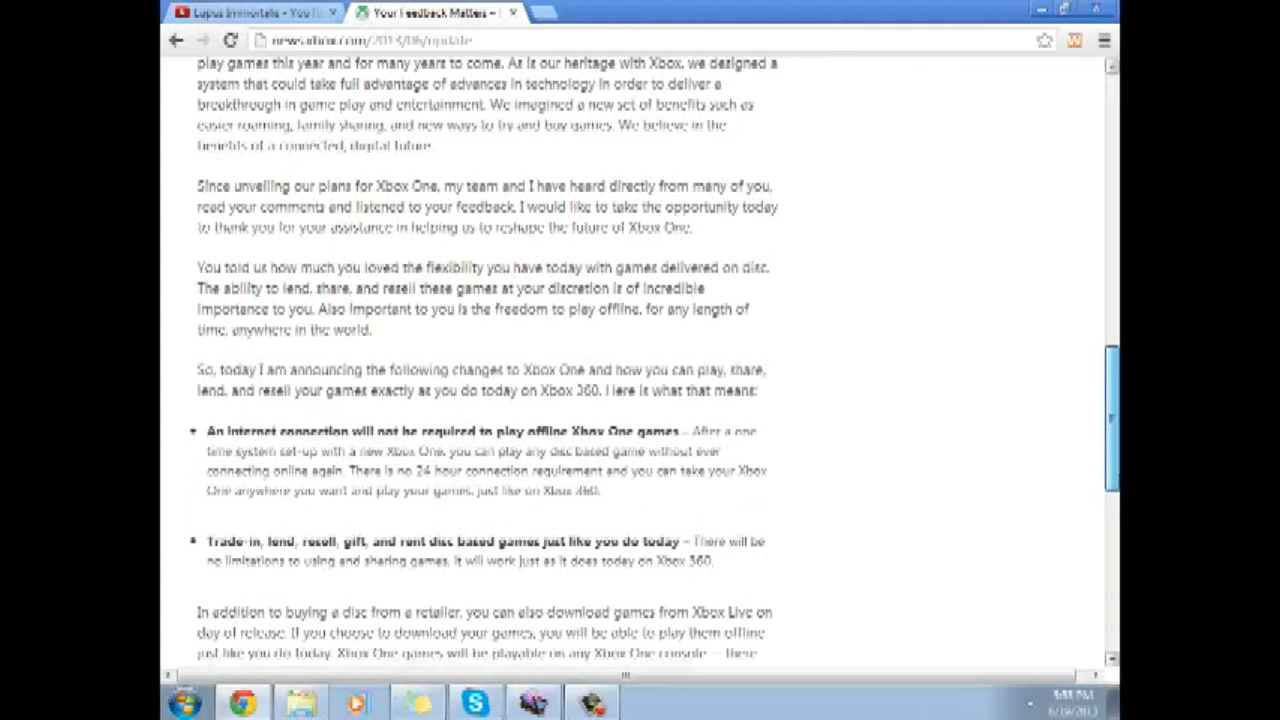 Lupus Immortalis - You
Your Feedback Matters –
news.xbox.com/2013/06/update
play games this year and for many years to come. As is our heritage with Xbox, we designed a
system that could take full advantage of advances in technology in order to deliver a
breakthrough in game play and entertainment. We imagined a new set of benefits such as
easier roaming, family sharing, and new ways to try and buy games. We believe in the
benefits of a connected, digital future.
Since unveiling our plans for Xbox One, my team and I have heard directly from many of you,
read your comments and listened to your feedback. I would like to take the opportunity today
to thank you for your assistance in helping us to reshape the future of Xbox One.
You told us how much you loved the flexibility you have today with games delivered on disc.
The ability to lend, share, and resell these games at your discretion is of incredible
importance to you. Also important to you is the freedom to play offline, for any length of
time, anywhere in the world.
So, today I am announcing the following changes to Xbox One and how you can play, share,
lend, and resell your games exactly as you do today on Xbox 360. Here is what that means:
• An internet connection will not be required to play offline Xbox One games – After a one
time system set-up with a new Xbox One, you can play any disc based game without ever
connecting online again. There is no 24 hour connection requirement and you can take your Xbox
One anywhere you want and play your games, just like on Xbox 360.
• Trade-in, lend, resell, gift, and rent disc based games just like you do today – There will be
no limitations to using and sharing games, it will work just as it does today on Xbox 360.
In addition to buying a disc from a retailer, you can also download games from Xbox Live on
day of release. If you choose to download your games, you will be able to play them offline
just like you do today. Xbox One games will be playable on any Xbox One console -- there
PM
6/19/2013